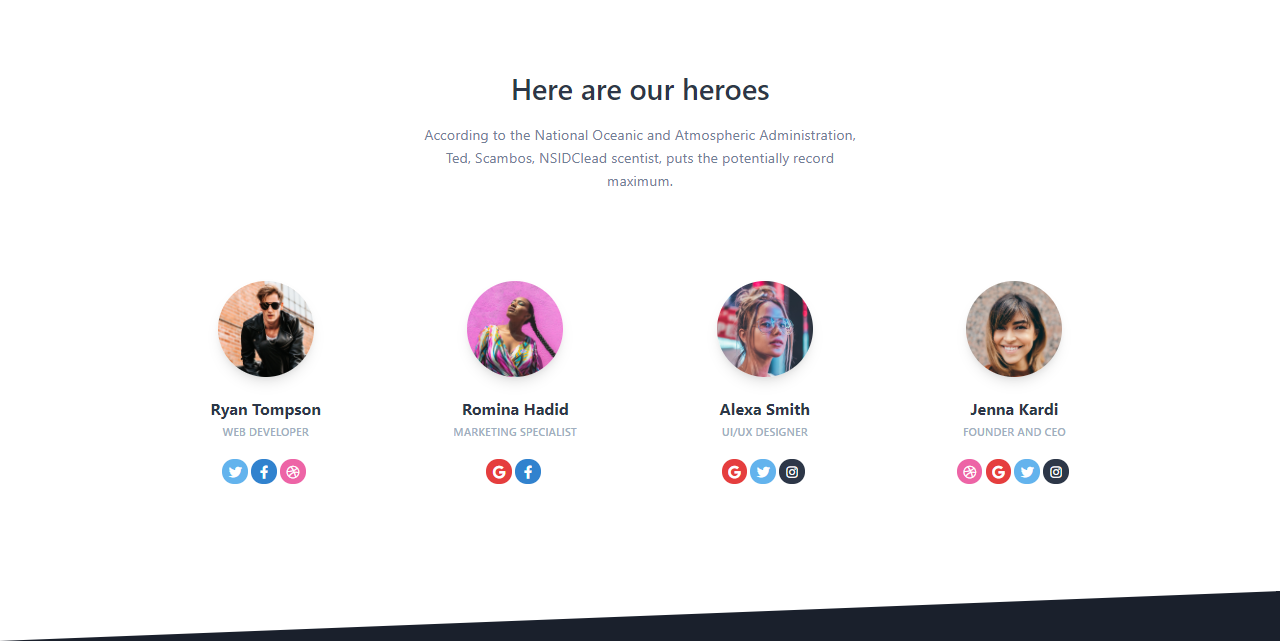 Here are our heroes
According to the National Oceanic and Atmospheric Administration,
Ted, Scambos, NSIDClead scentist, puts the potentially record
maximum.
Ryan Tompson
WEB DEVELOPER
Romina Hadid
MARKETING SPECIALIST
Alexa Smith
UI/UX DESIGNER
Jenna Kardi
FOUNDER AND CEO